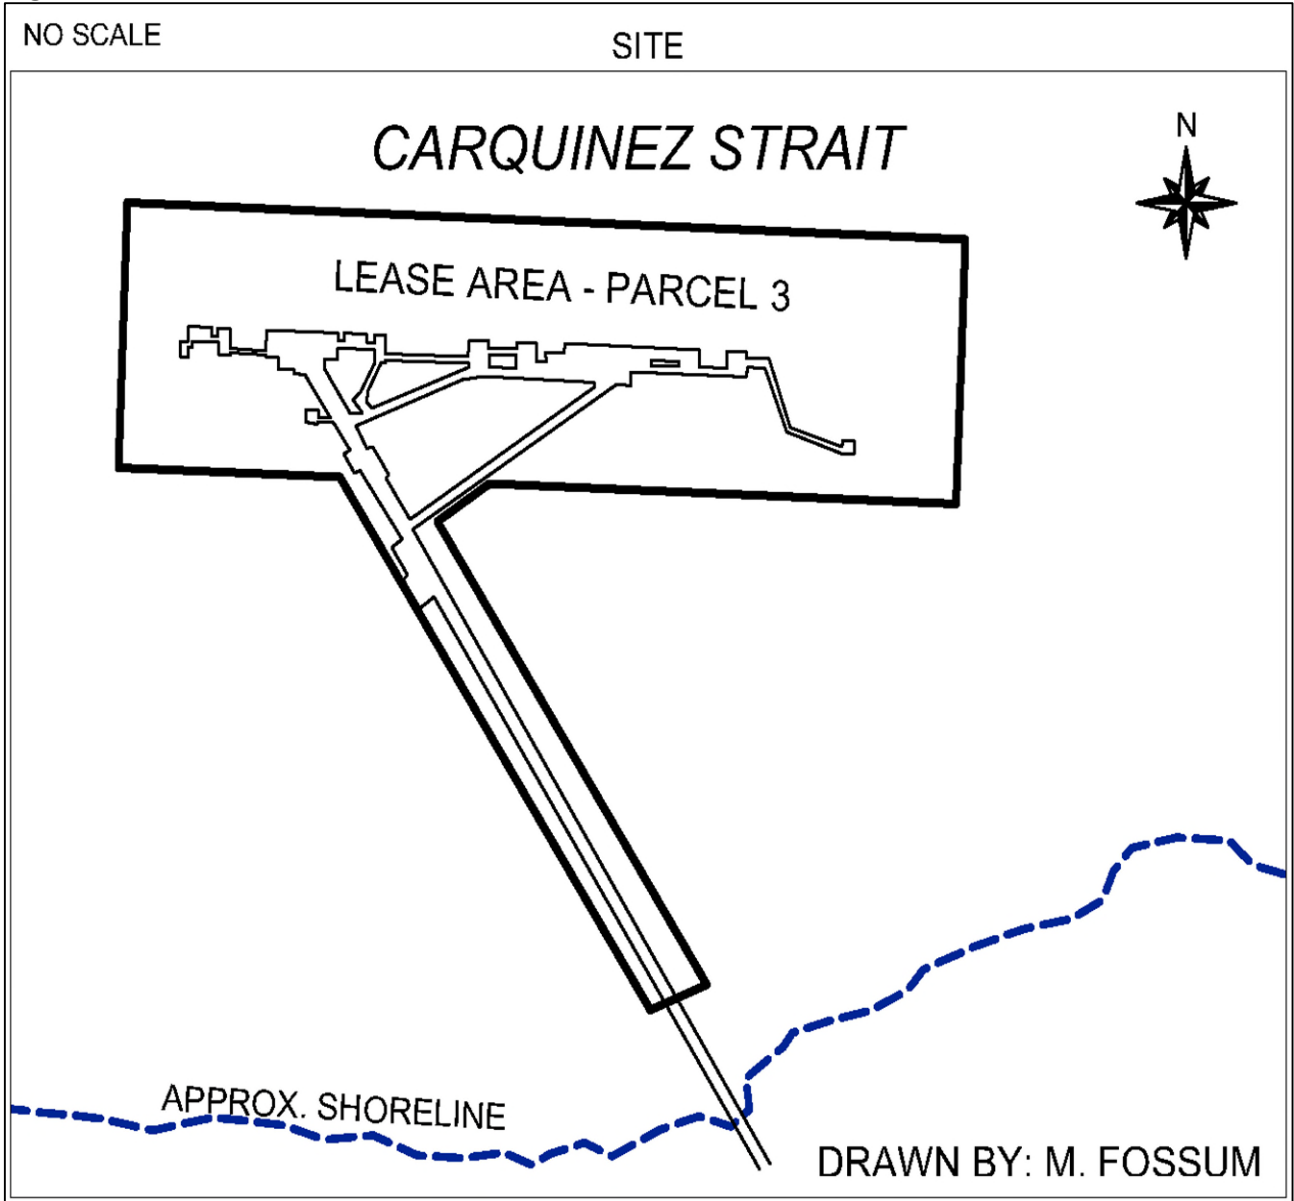 NO SCALE
SITE
CARQUINEZ STRAIT
N
LEASE AREA - PARCEL 3
APPROX. SHORELINE
DRAWN BY: M. FOSSUM